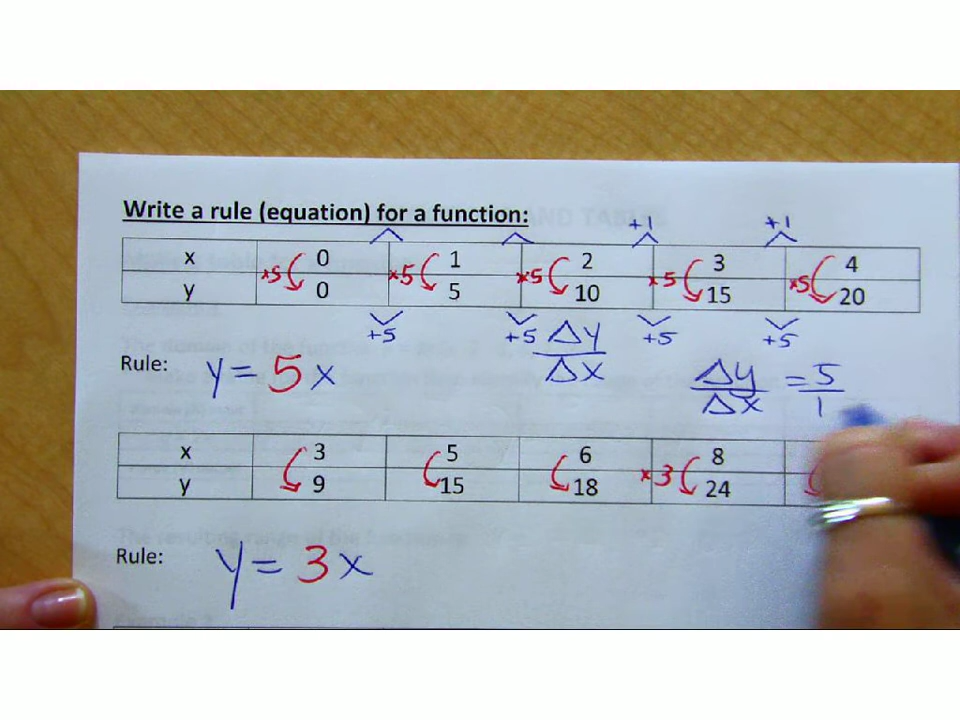 Write a rule (equation) for a function:
+1 +1
x 0 1 2 3 4
×5 ×5 ×5 ×5 ×5
y 0 5 10 15 20
+5 +5 +5 +5
Rule: y = 5x Δy/Δx Δy/Δx = 5/1
x 3 5 6 8
×3
y 9 15 18 24
Rule: y = 3x